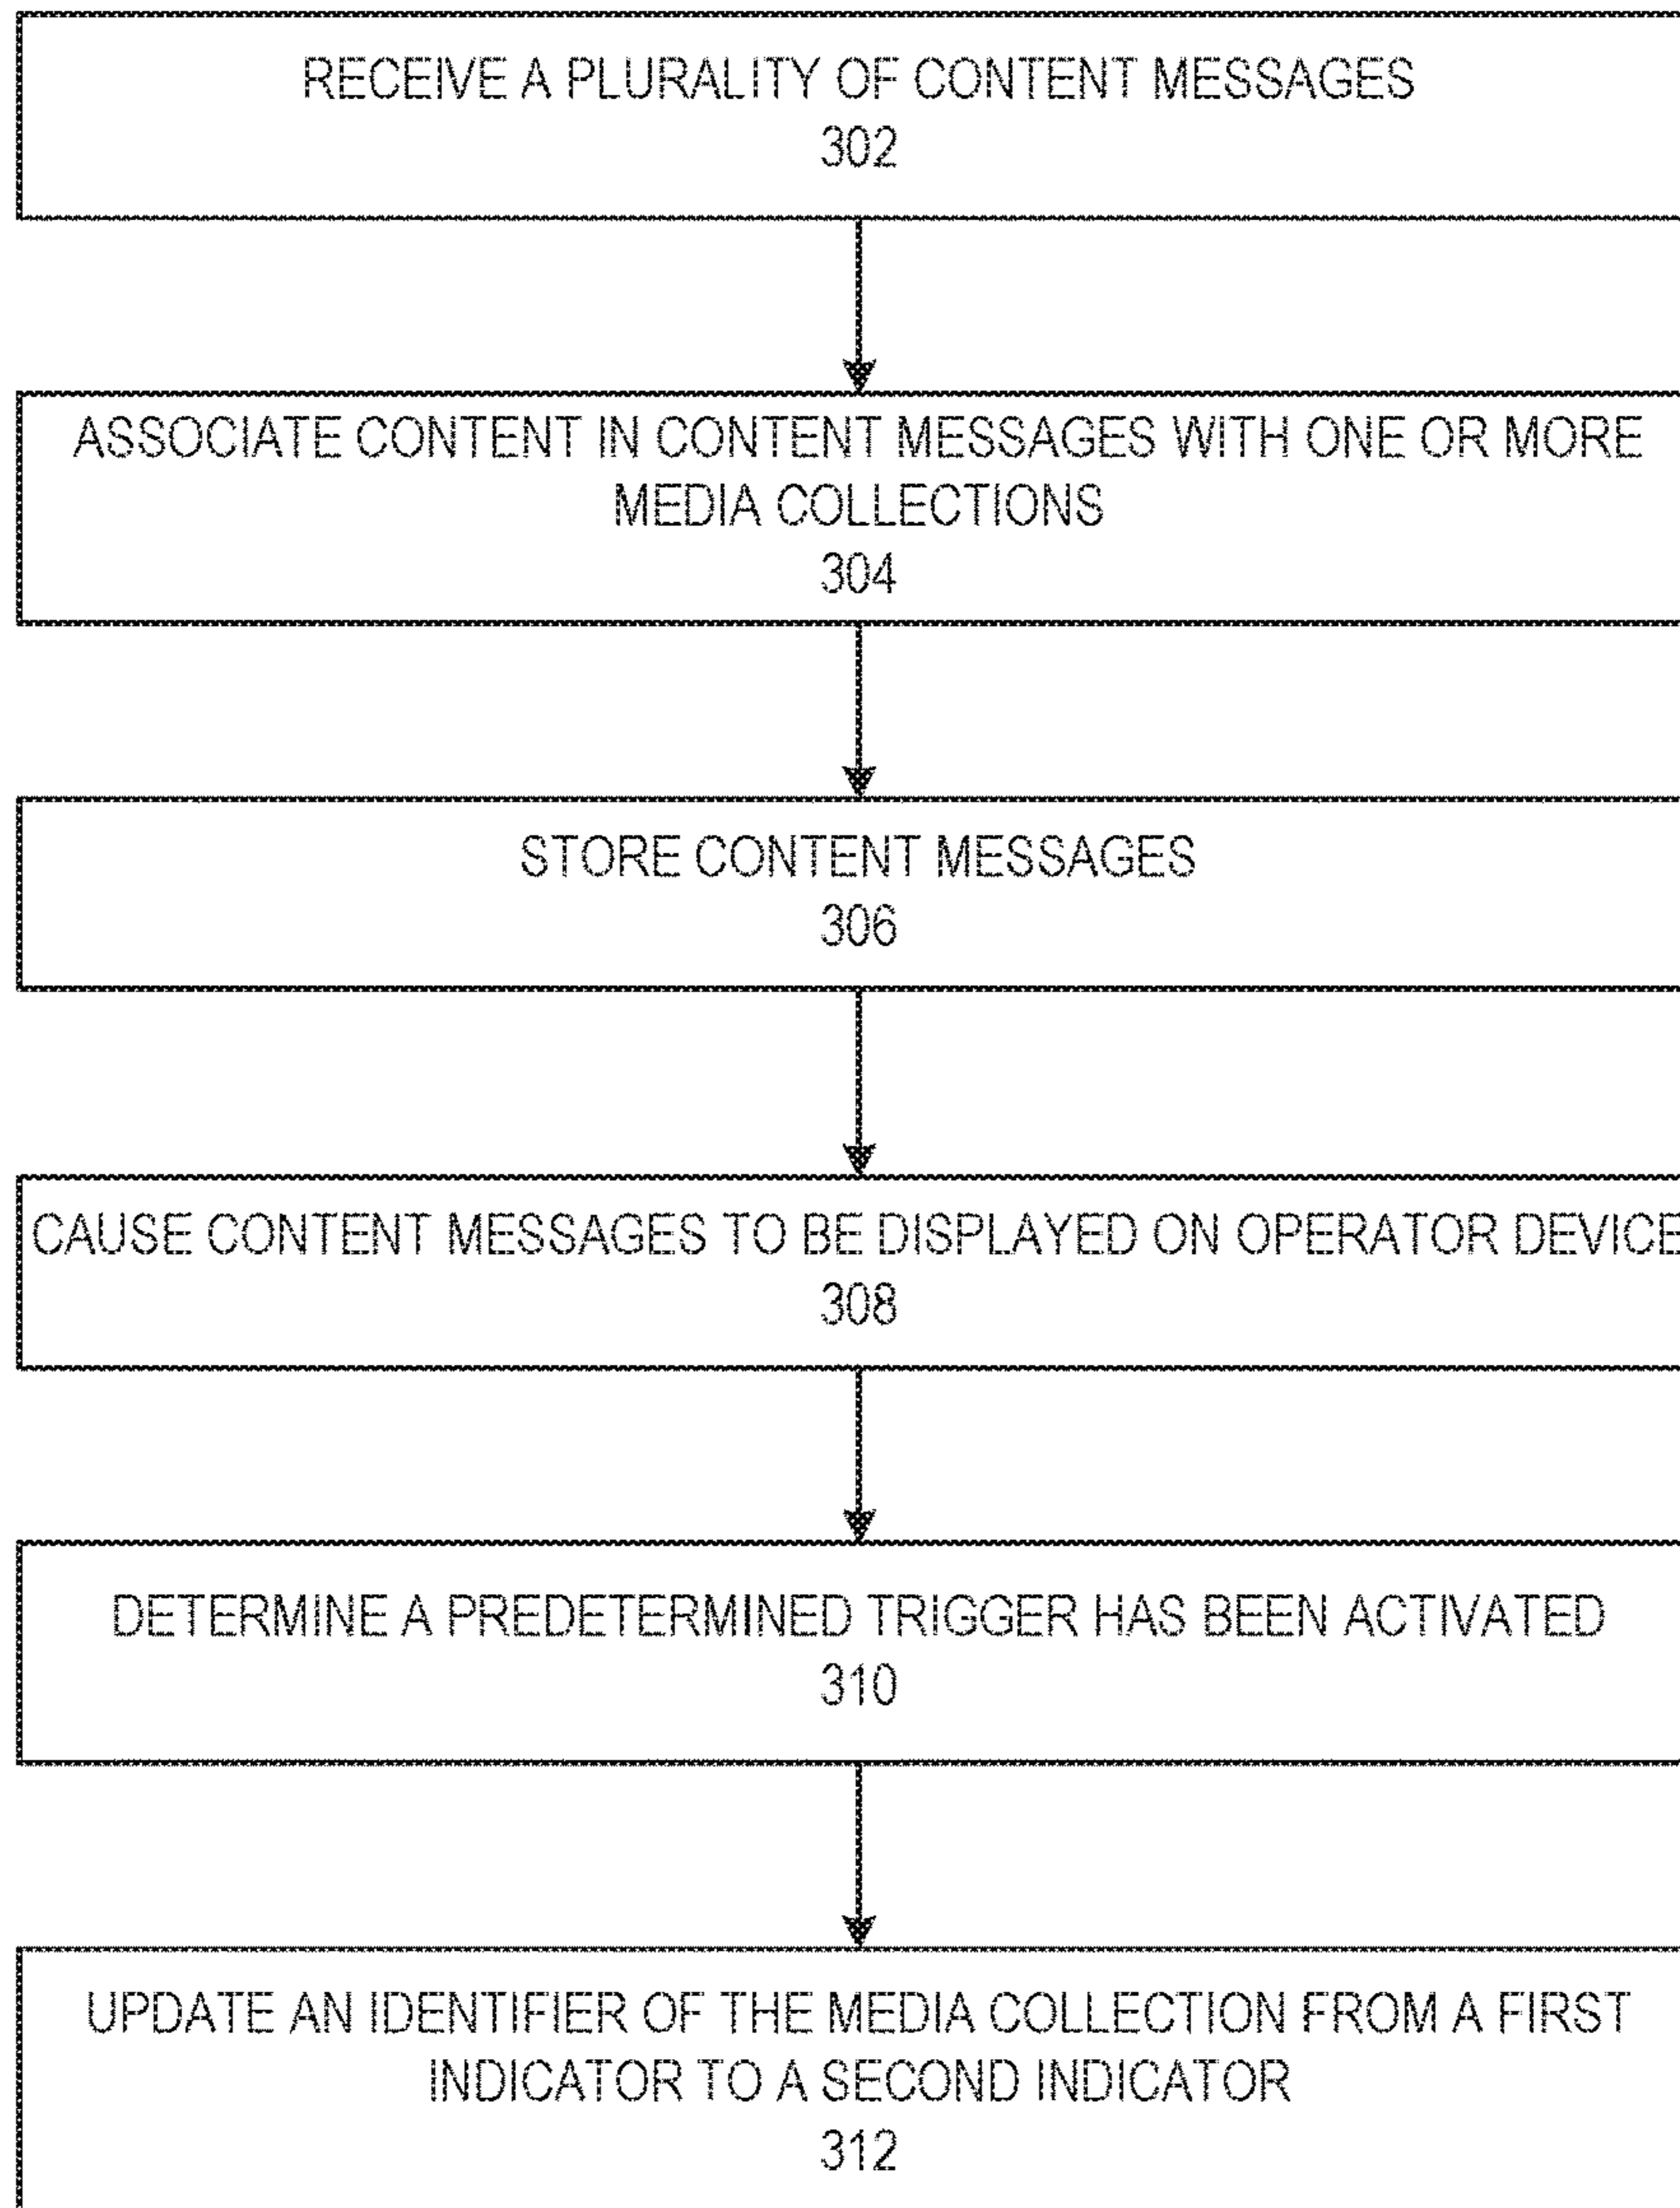 RECEIVE A PLURALITY OF CONTENT MESSAGES
302
ASSOCIATE CONTENT IN CONTENT MESSAGES WITH ONE OR MORE
MEDIA COLLECTIONS
304
STORE CONTENT MESSAGES
306
CAUSE CONTENT MESSAGES TO BE DISPLAYED ON OPERATOR DEVICE
308
DETERMINE A PREDETERMINED TRIGGER HAS BEEN ACTIVATED
310
UPDATE AN IDENTIFIER OF THE MEDIA COLLECTION FROM A FIRST
INDICATOR TO A SECOND INDICATOR
312